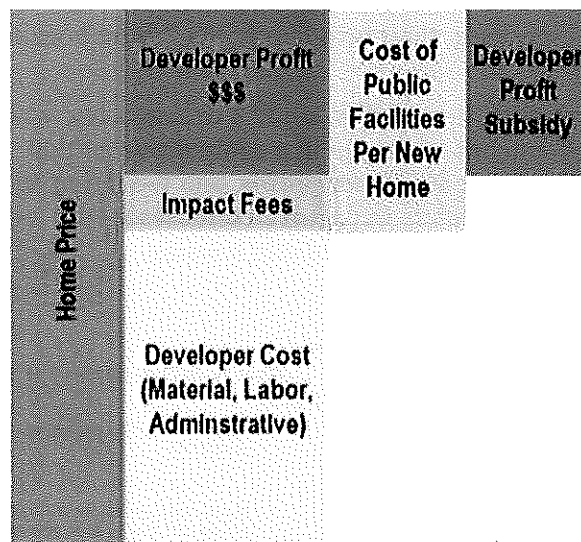 Home Price
Developer Profit
$$$
Impact Fees
Developer Cost
(Material, Labor,
Adminstrative)
Cost of
Public
Facilities
Per New
Home
Developer
Profit
Subsidy